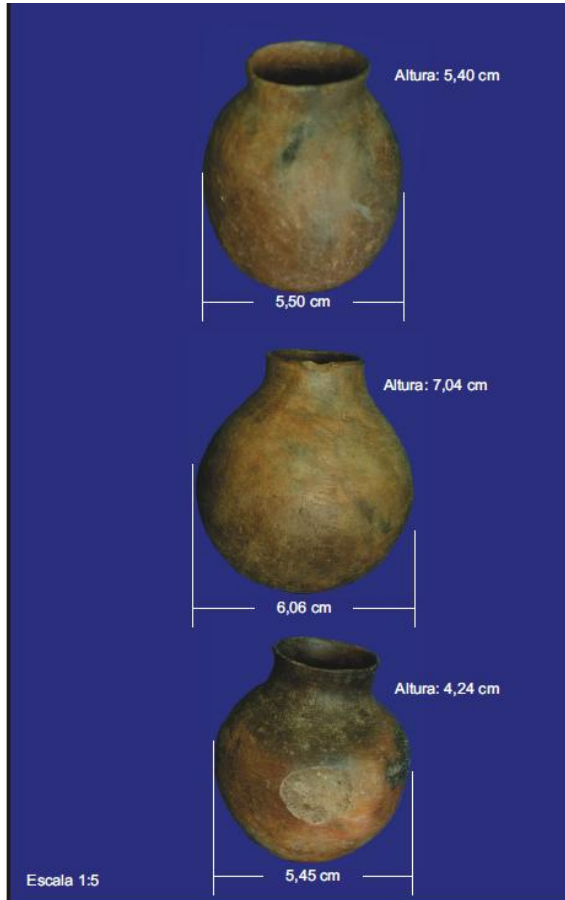 Altura: 5,40 cm
5,50 cm
Altura: 7,04 cm
6,06 cm
Altura: 4,24 cm
5,45 cm
Escala 1:5